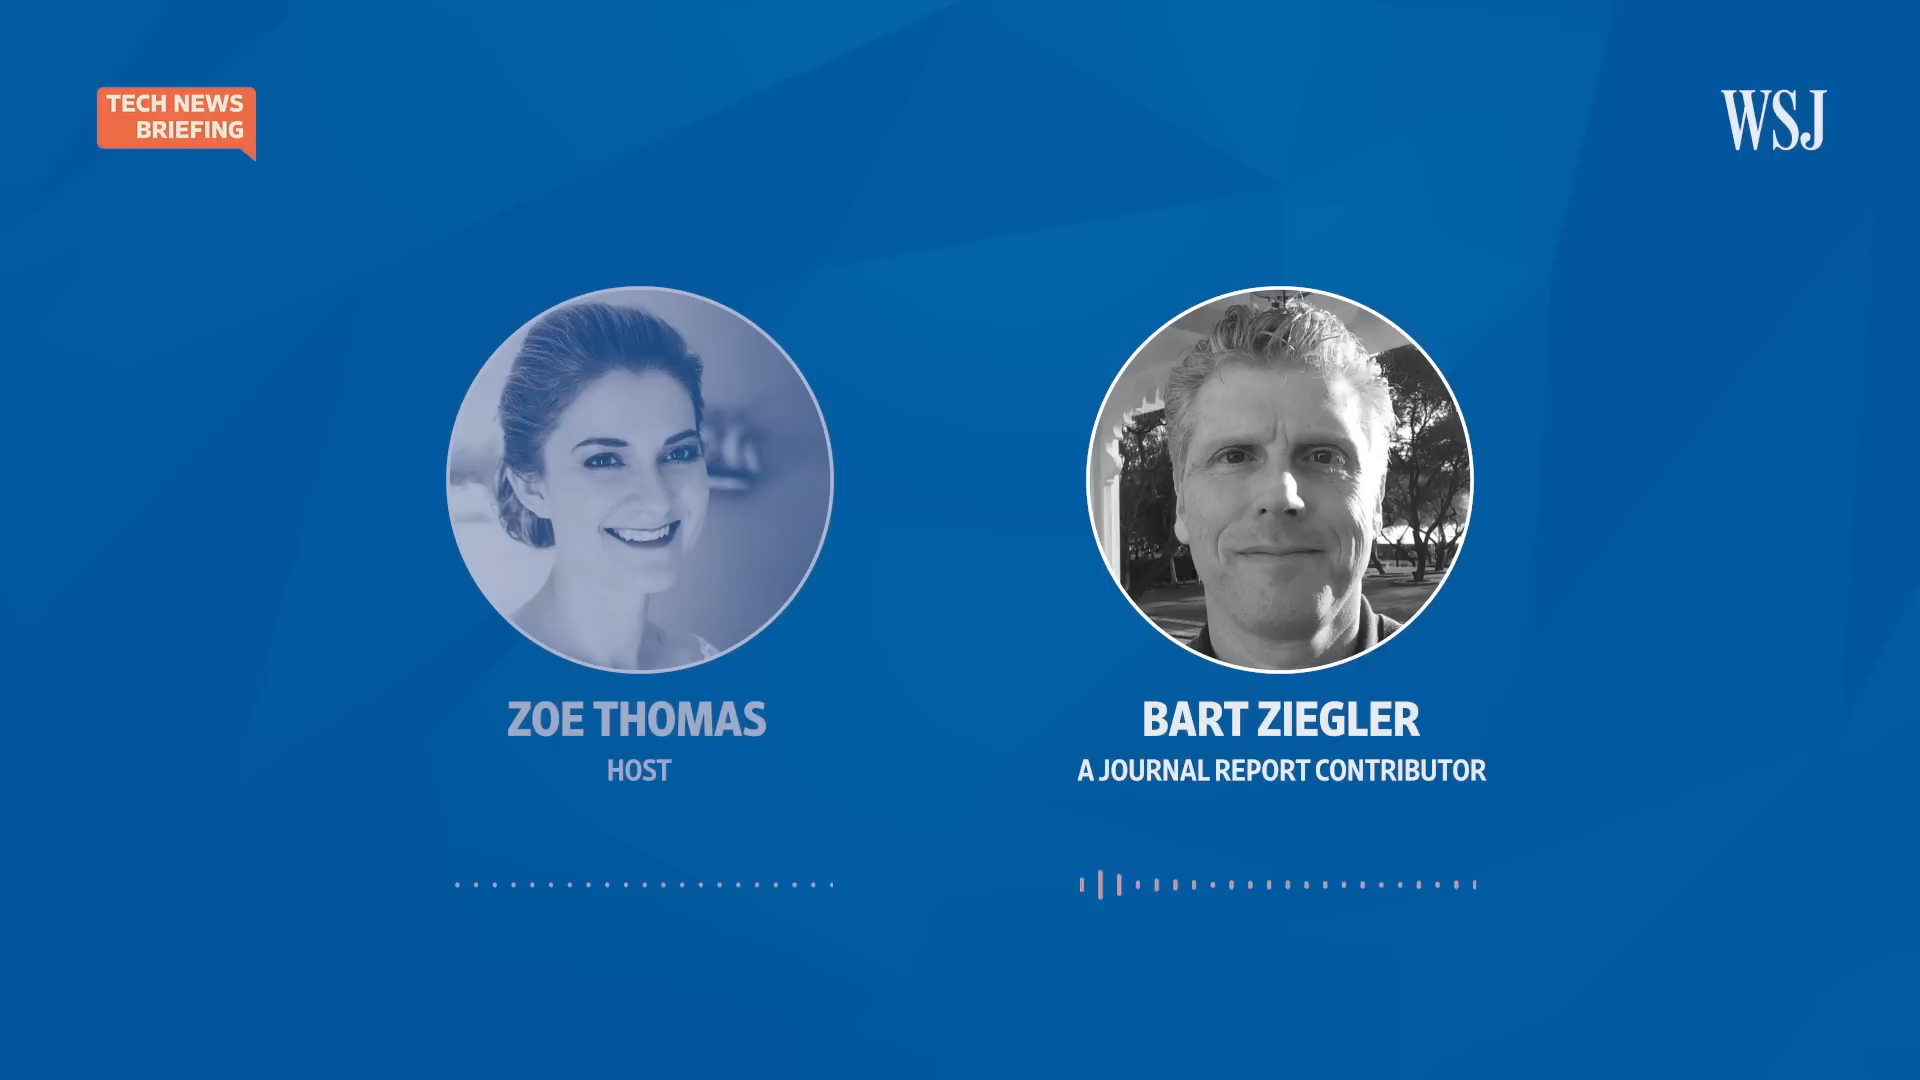 TECH NEWS
BRIEFING
WSJ
ZOE THOMAS
HOST
BART ZIEGLER
A JOURNAL REPORT CONTRIBUTOR